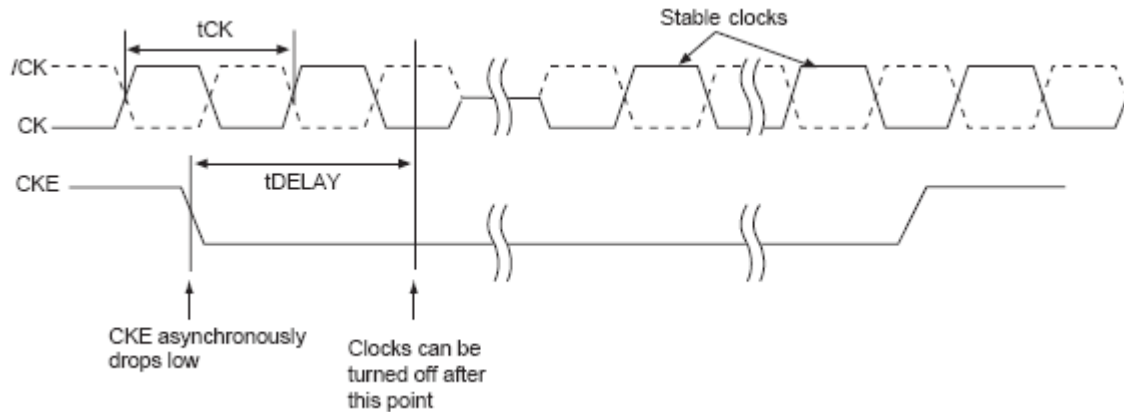 Stable clocks
tCK
/CK
CK
tDELAY
CKE
CKE asynchronously
drops low
Clocks can be
turned off after
this point